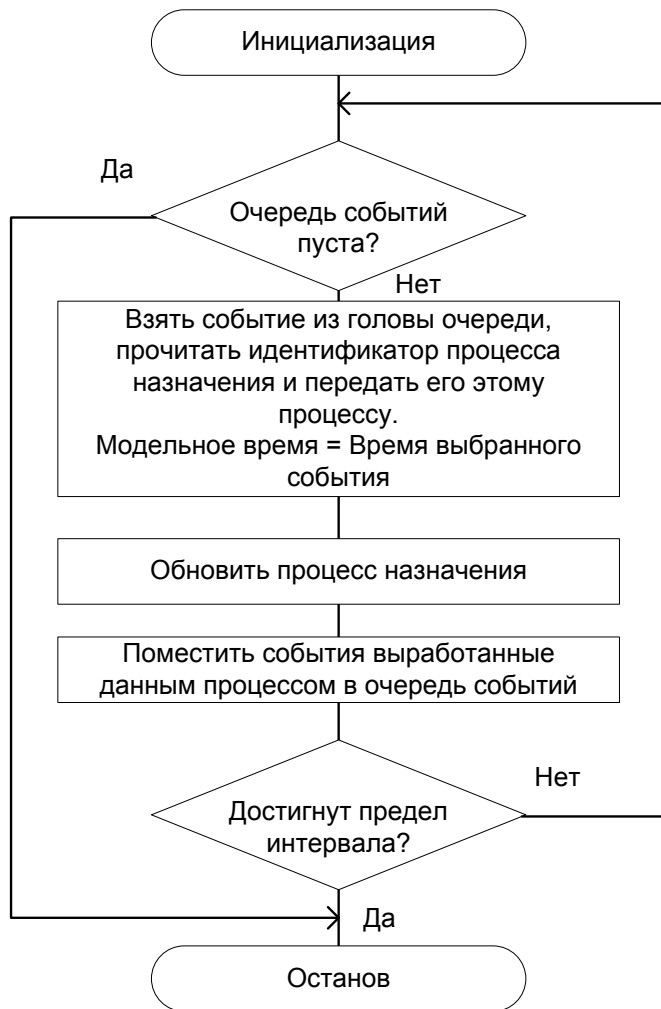 Инициализация
Да
Очередь событий
пуста?
Нет
Взять событие из головы очереди,
прочитать идентификатор процесса
назначения и передать его этому
процессу.
Модельное время = Время выбранного
события
Обновить процесс назначения
Поместить события выработанные
данным процессом в очередь событий
Нет
Достигнут предел
интервала?
Да
Останов